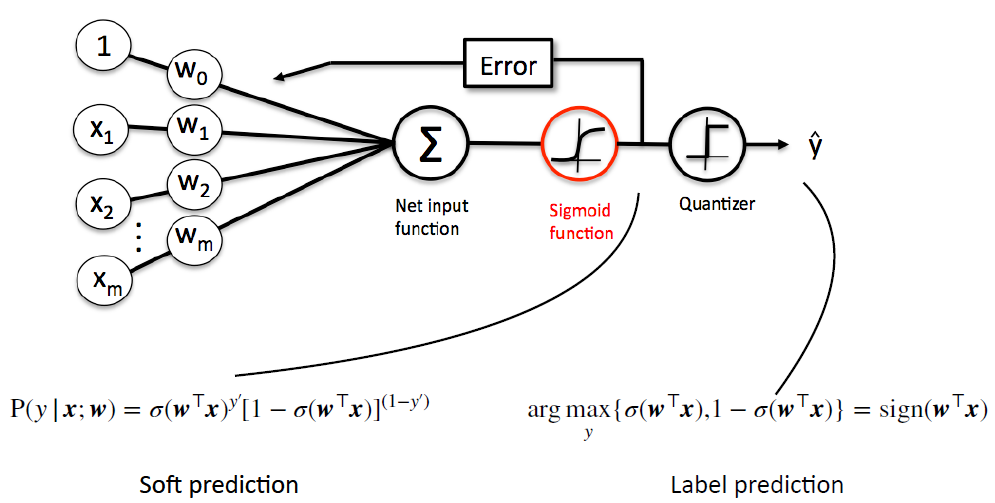 1
w₀
Error
x₁
w₁
Σ
ŷ
x₂
w₂
Net input
function
Sigmoid
function
Quantizer
⋮
wₘ
xₘ
P(y | x; w) = σ(w⊤x)^y′[1 − σ(w⊤x)]^(1−y′)
arg max{σ(w⊤x),1 − σ(w⊤x)} = sign(w⊤x)
y
Soft prediction
Label prediction